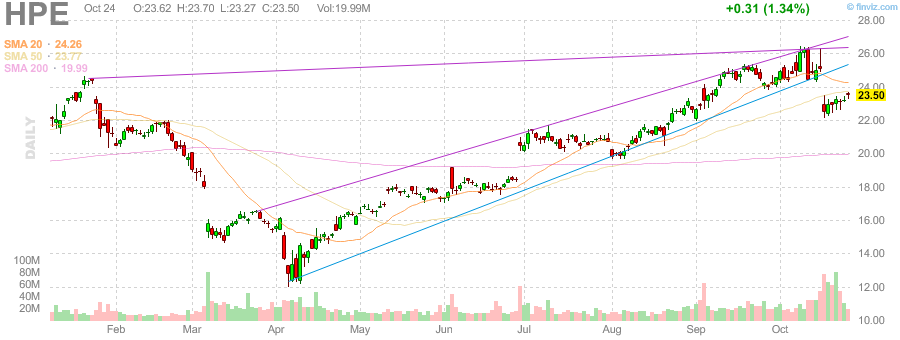 HPE Oct 24 O:23.62 H:23.70 L:23.27 C:23.50 Vol:19.99M +0.31 (1.34%) © finviz.com
SMA 20 · 24.26
SMA 50 · 23.77
SMA 200 · 19.99
DAILY
28.00
26.00
24.00
23.50
22.00
20.00
18.00
16.00
14.00
12.00
10.00
100M
80M
60M
40M
20M
Feb Mar Apr May Jun Jul Aug Sep Oct